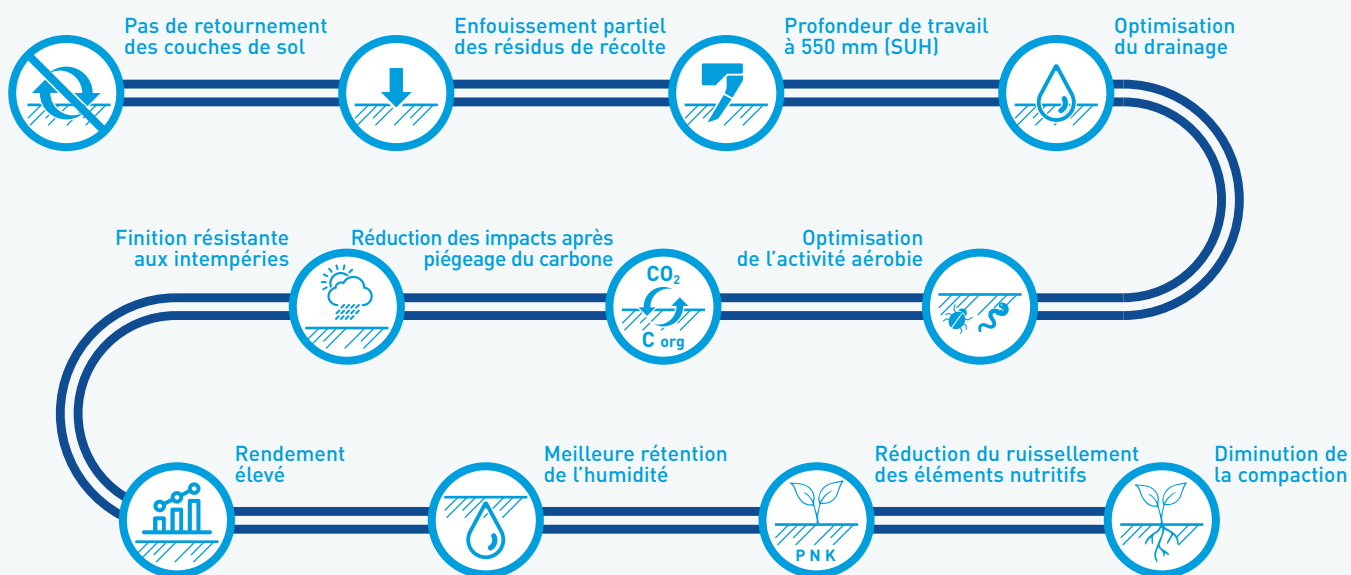 Pas de retournement
des couches de sol
Enfouissement partiel
des résidus de récolte
Profondeur de travail
à 550 mm (SUH)
Optimisation
du drainage
Finition résistante
aux intempéries
Réduction des impacts après
piégeage du carbone
CO₂
C org
Optimisation
de l’activité aérobie
Rendement
élevé
Meilleure rétention
de l’humidité
Réduction du ruissellement
des éléments nutritifs
P N K
Diminution de
la compaction